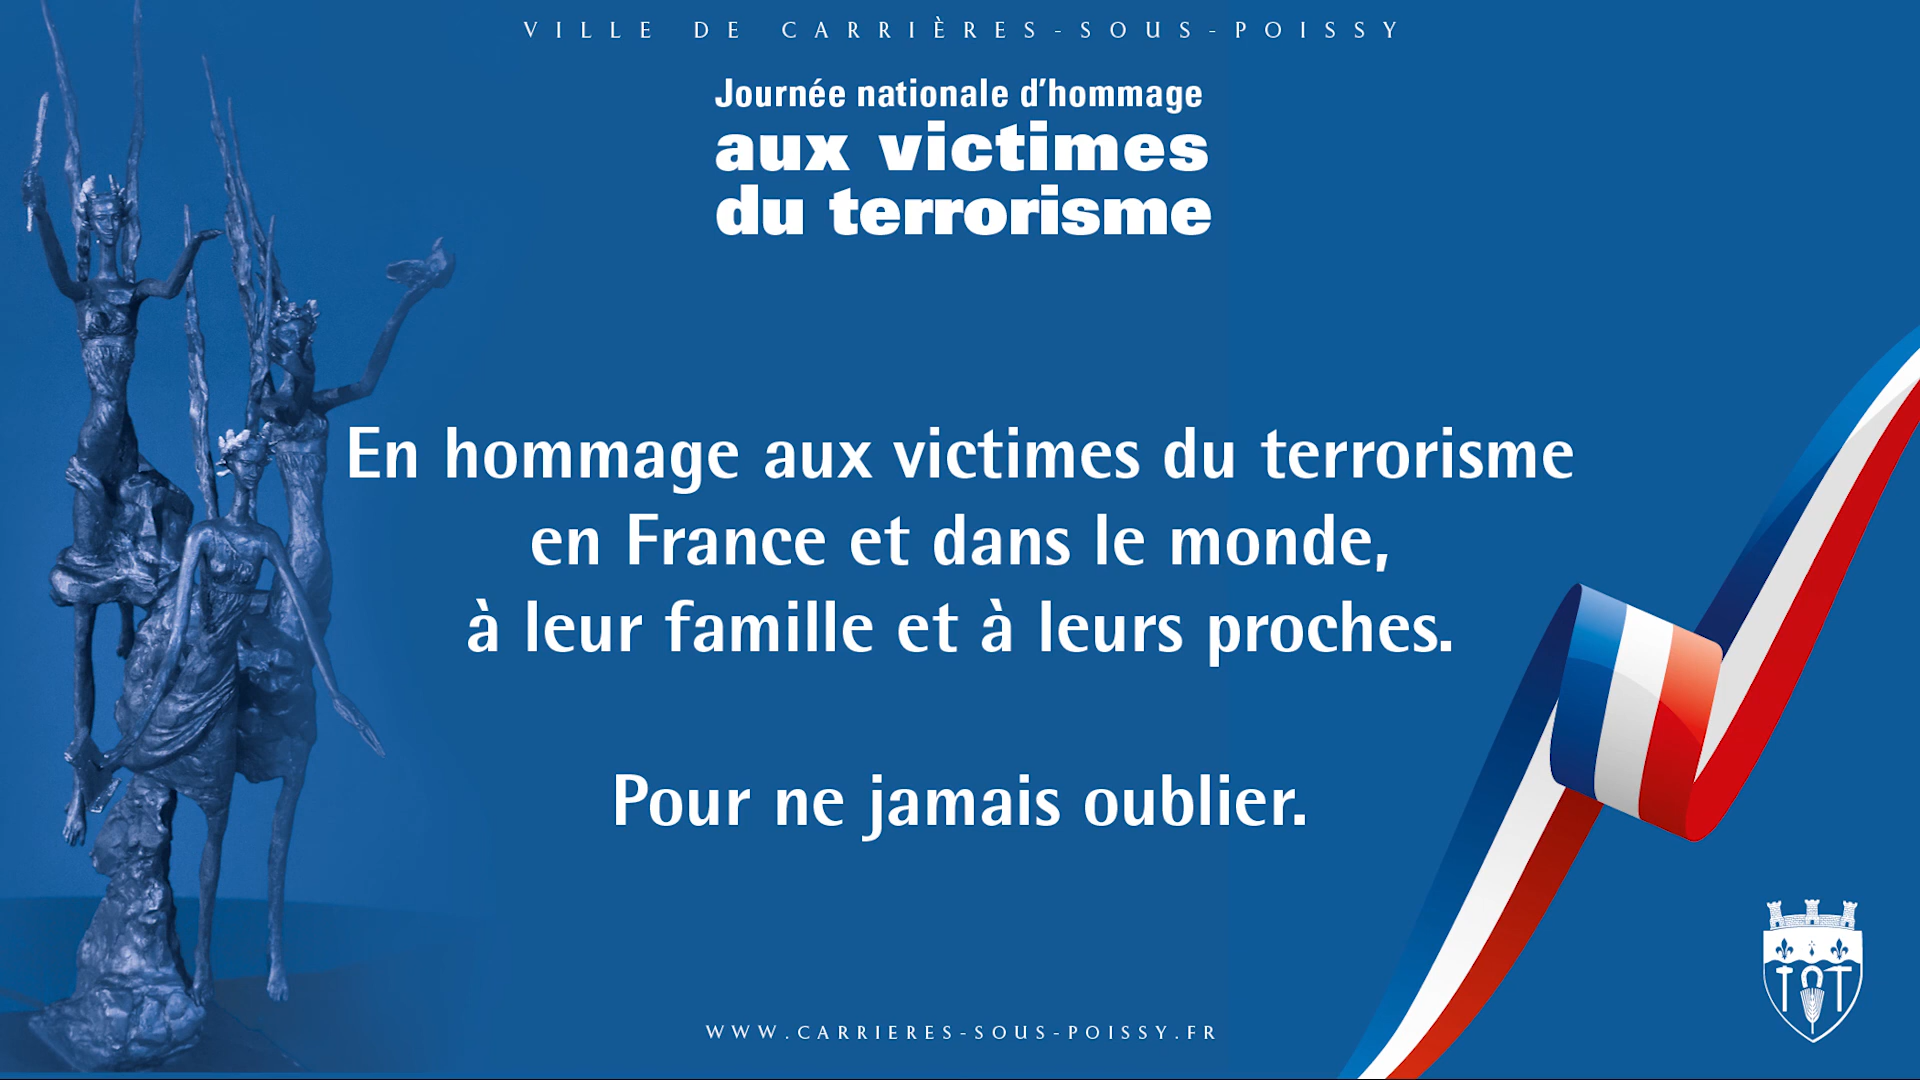 VILLE DE CARRIÈRES-SOUS-POISSY
Journée nationale d'hommage
aux victimes
du terrorisme
En hommage aux victimes du terrorisme
en France et dans le monde,
à leur famille et à leurs proches.
Pour ne jamais oublier.
WWW.CARRIERES-SOUS-POISSY.FR